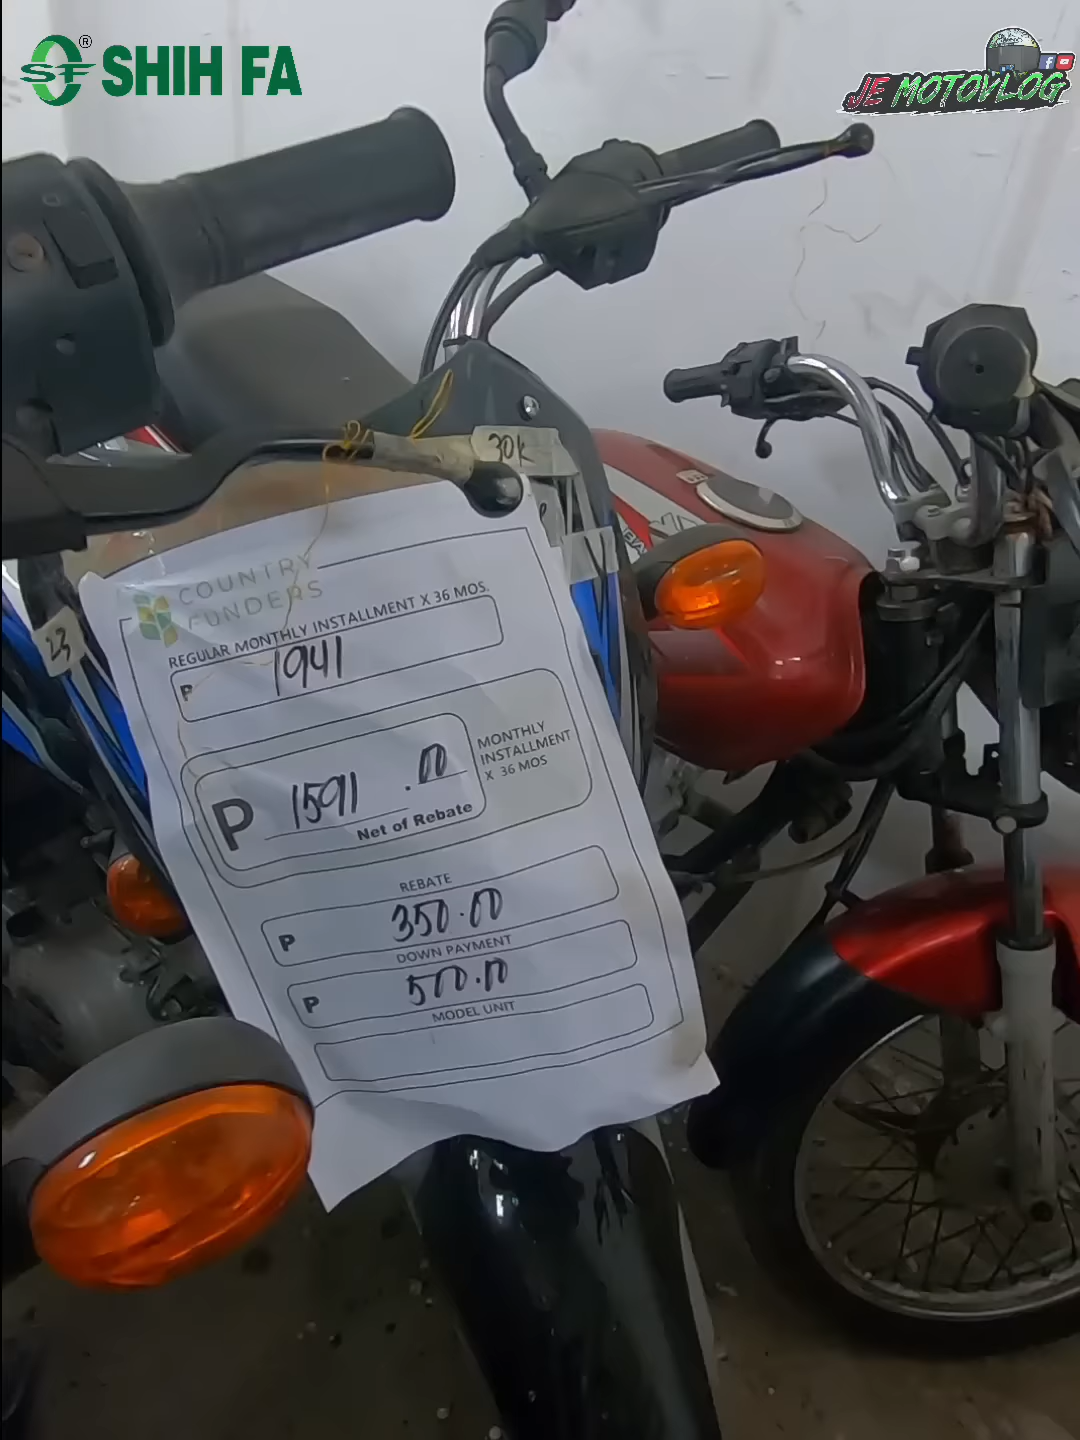 SF® SHIH FA
JE MOTOVLOG
30K
23
COUNTRY
FUNDERS
REGULAR MONTHLY INSTALLMENT X 36 MOS.
P 1941
P 1591.00
Net of Rebate
MONTHLY
INSTALLMENT
X 36 MOS
REBATE
P 350.00
DOWN PAYMENT
P 500.00
MODEL UNIT